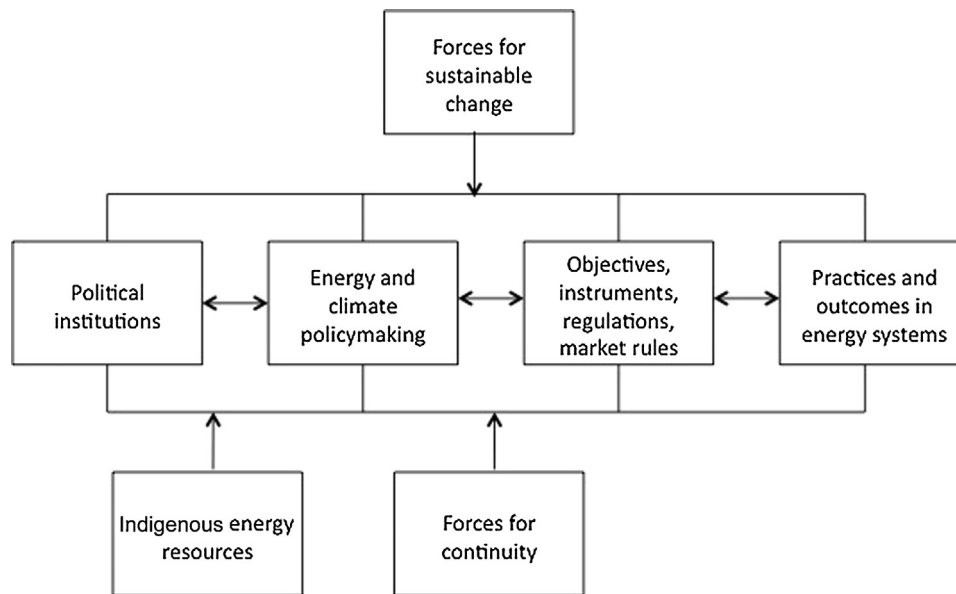 Forces for
sustainable
change
Political
institutions
Energy and
climate
policymaking
Objectives,
instruments,
regulations,
market rules
Practices and
outcomes in
energy systems
Indigenous energy
resources
Forces for
continuity